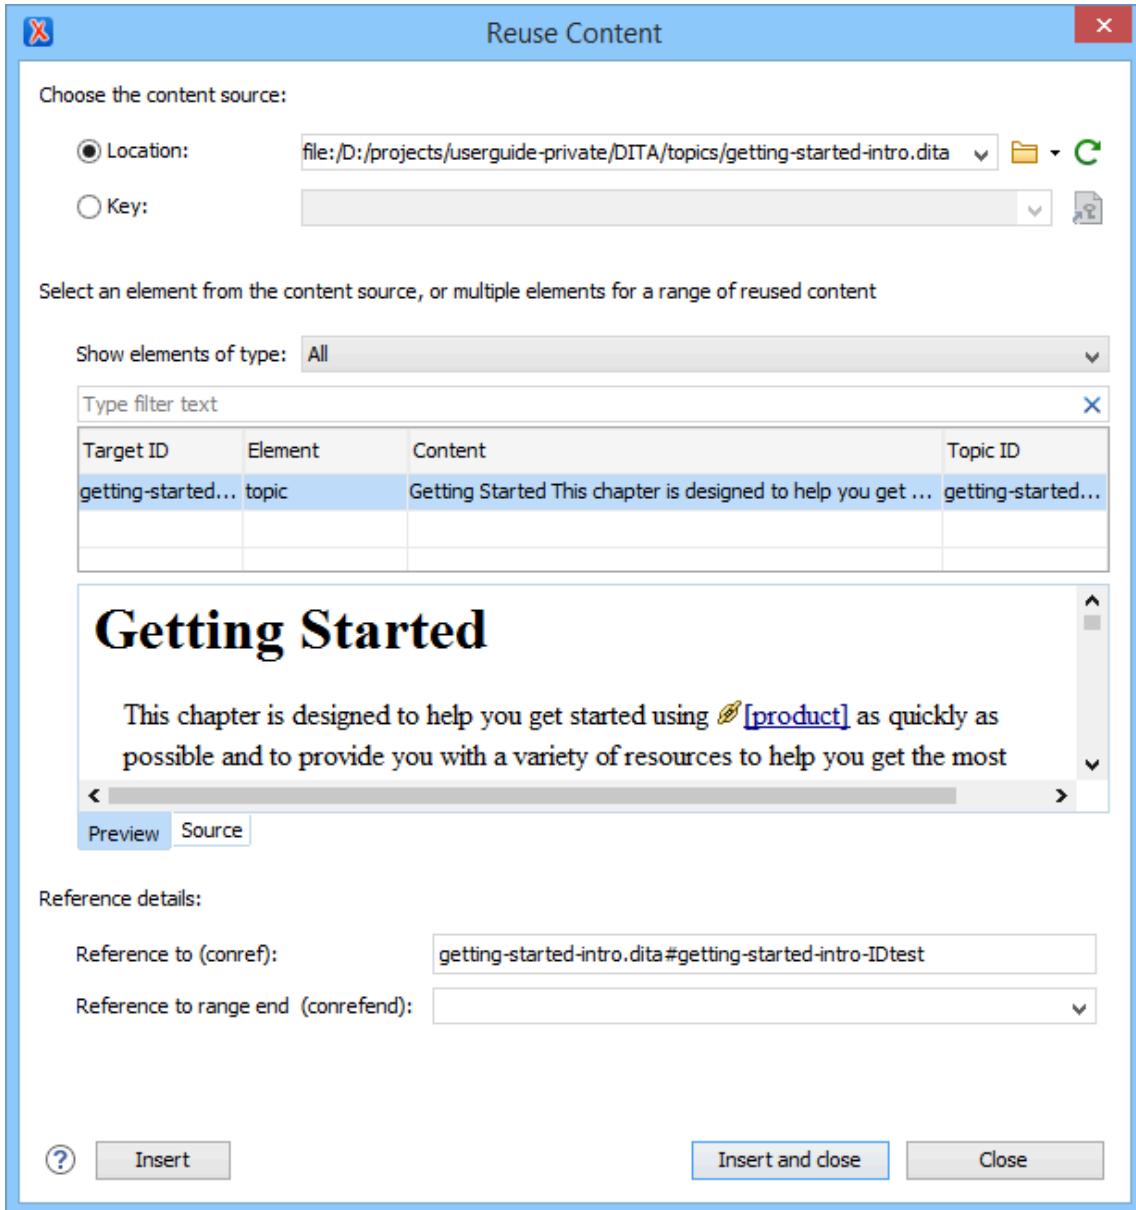 Reuse Content
Choose the content source:
Location: file:/D:/projects/userguide-private/DITA/topics/getting-started-intro.dita
Key:
Select an element from the content source, or multiple elements for a range of reused content
Show elements of type: All
Type filter text
Target ID Element Content Topic ID
getting-started... topic Getting Started This chapter is designed to help you get ... getting-started...
Getting Started
This chapter is designed to help you get started using [product] as quickly as
possible and to provide you with a variety of resources to help you get the most
Preview Source
Reference details:
Reference to (conref): getting-started-intro.dita#getting-started-intro-IDtest
Reference to range end (conrefend):
? Insert Insert and close Close